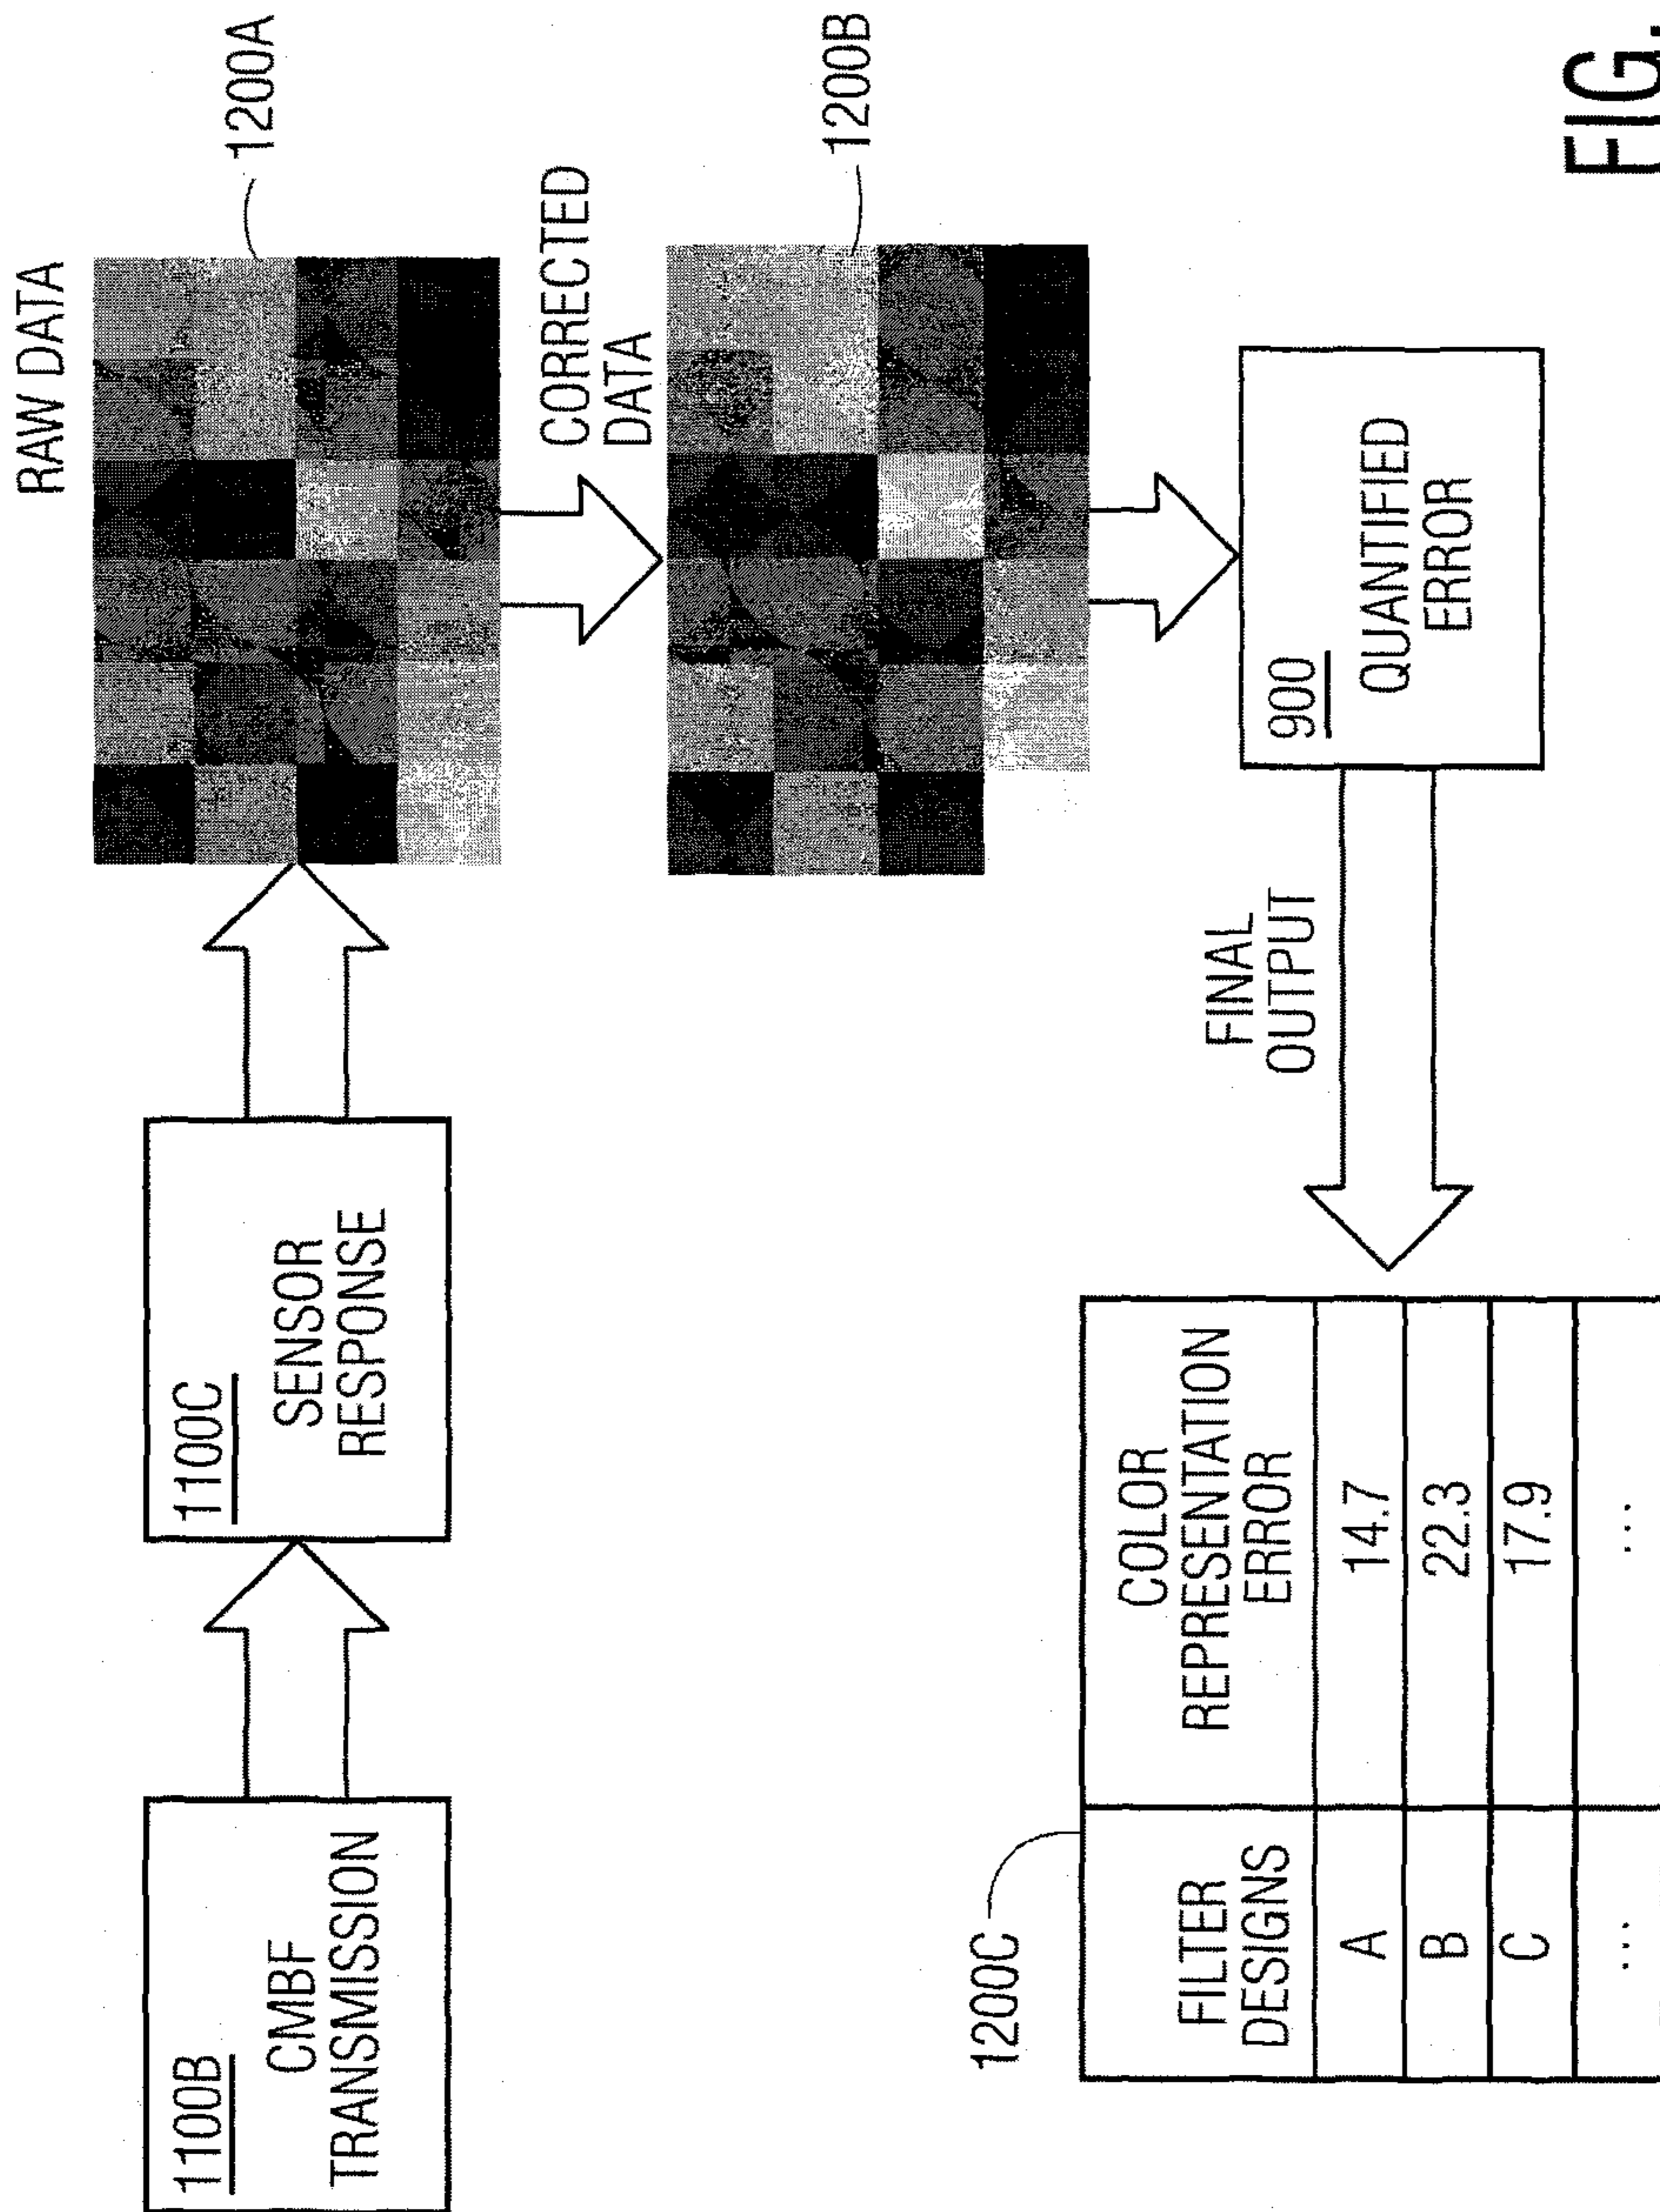 1100B
CMBF
TRANSMISSION
1100C
SENSOR
RESPONSE
RAW DATA
1200A
CORRECTED
DATA
1200B
900
QUANTIFIED
ERROR
FINAL
OUTPUT
1200C
FILTER
DESIGNS
COLOR
REPRESENTATION
ERROR
A 14.7
B 22.3
C 17.9
... ...
FIG.